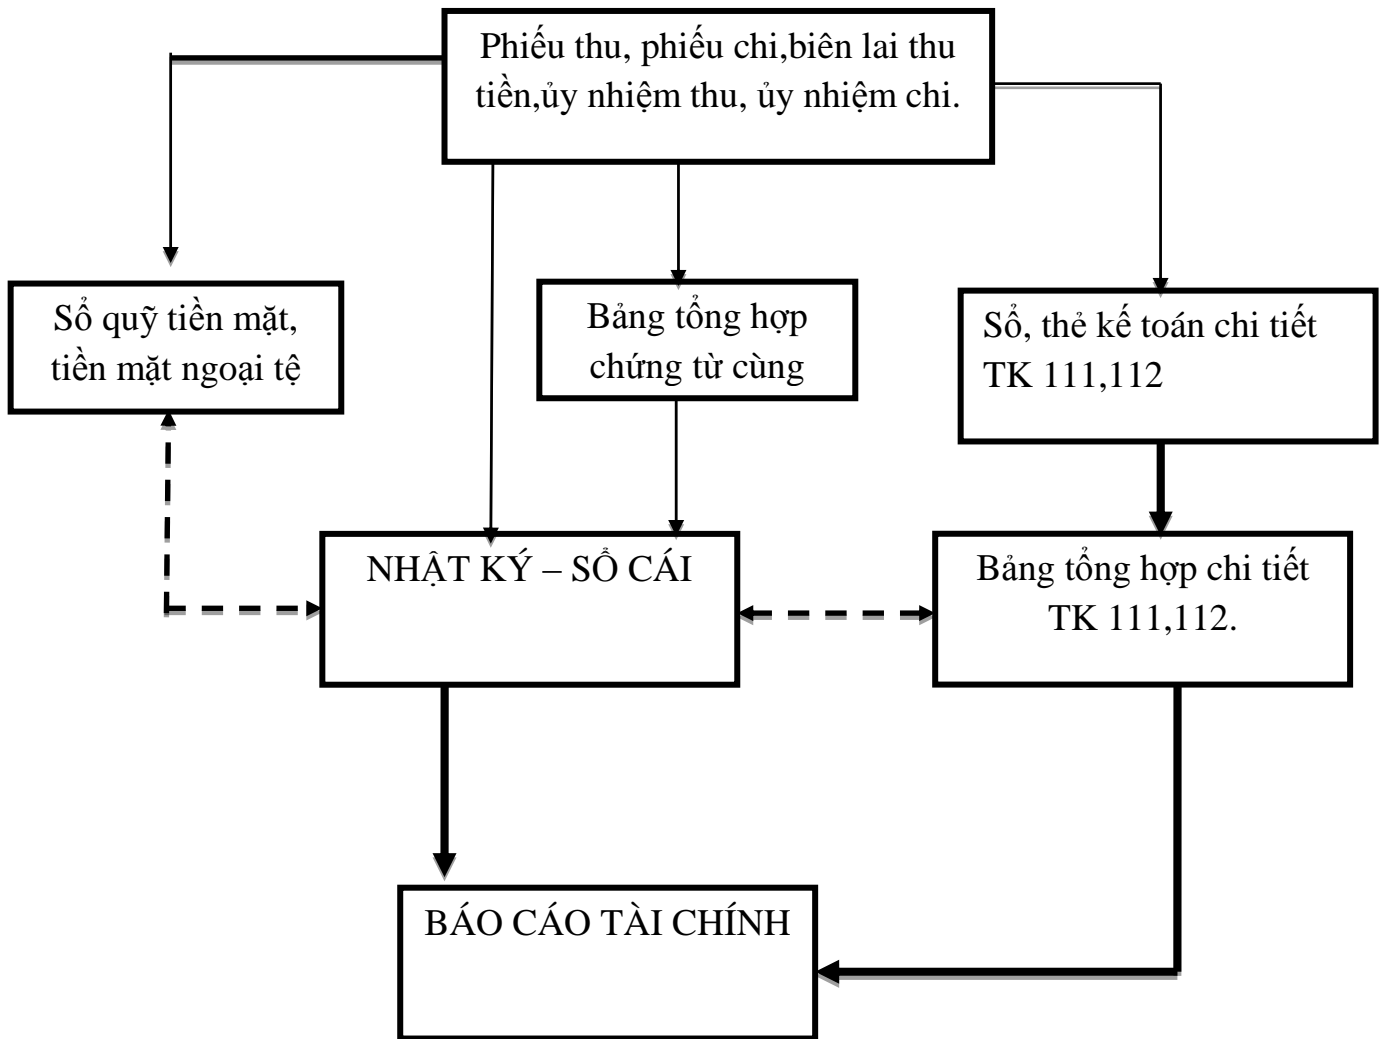 Phiếu thu, phiếu chi,biên lai thu
tiền,ủy nhiệm thu, ủy nhiệm chi.
Sổ quỹ tiền mặt,
tiền mặt ngoại tệ
Bảng tổng hợp
chứng từ cùng
Sổ, thẻ kế toán chi tiết
TK 111,112
NHẬT KÝ – SỔ CÁI
Bảng tổng hợp chi tiết
TK 111,112.
BÁO CÁO TÀI CHÍNH